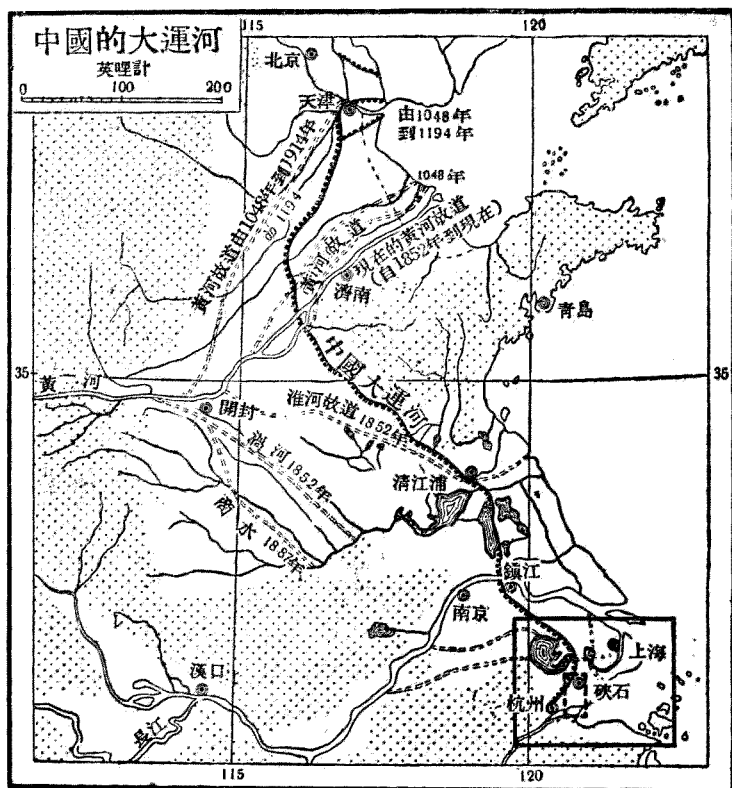 中國的大運河
英哩計
0 100 200
115
120
北京
天津
由1048年
到1194年
1048年
黃河故道由1048年到1914年
1194
黃河故道
現在的黃河故道
(自1852年到現在)
濟南
青島
35
35
中國大運河
黃河
開封
淮河故道1852年
渦河1852年
1887年
清江浦
鎮江
南京
上海
硤石
杭州
漢口
長江
115
120